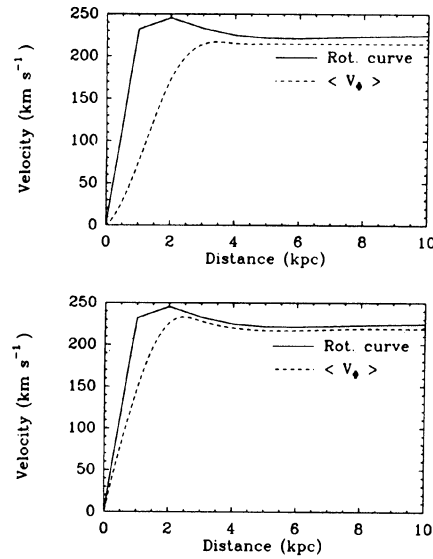 250
200
150
100
50
0
Velocity (km s⁻¹)
Rot. curve
< V_ϕ >
0 2 4 6 8 10
Distance (kpc)
250
200
150
100
50
0
Velocity (km s⁻¹)
Rot. curve
< V_ϕ >
0 2 4 6 8 10
Distance (kpc)